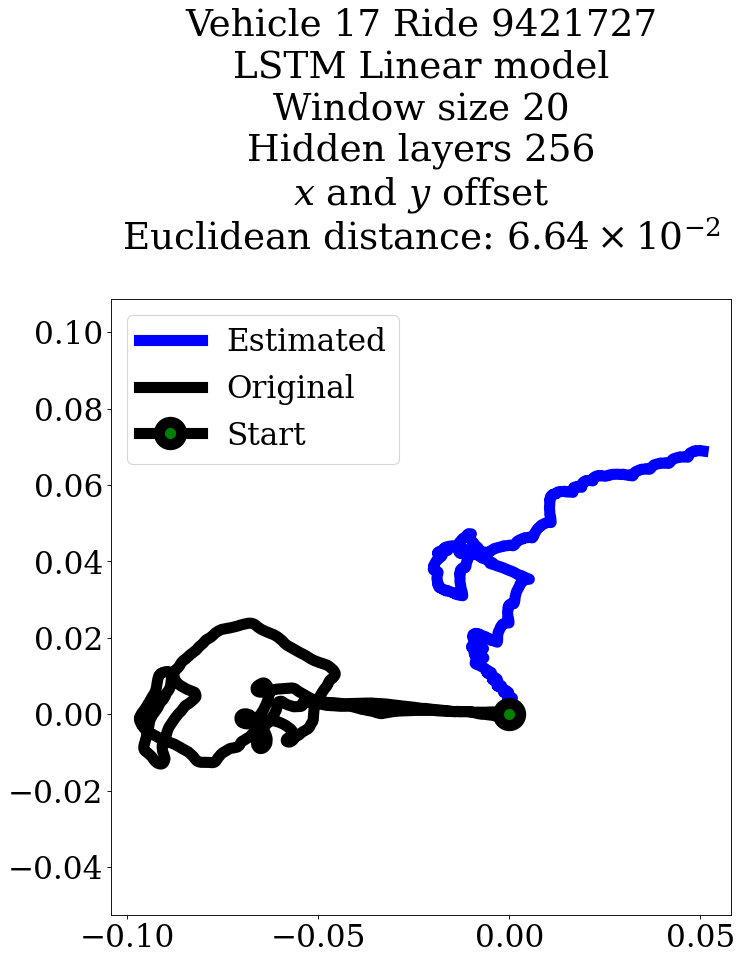 Vehicle 17 Ride 9421727
LSTM Linear model
Window size 20
Hidden layers 256
x and y offset
Euclidean distance: 6.64 × 10⁻²
Estimated
Original
Start
0.10
0.08
0.06
0.04
0.02
0.00
−0.02
−0.04
−0.10 −0.05 0.00 0.05